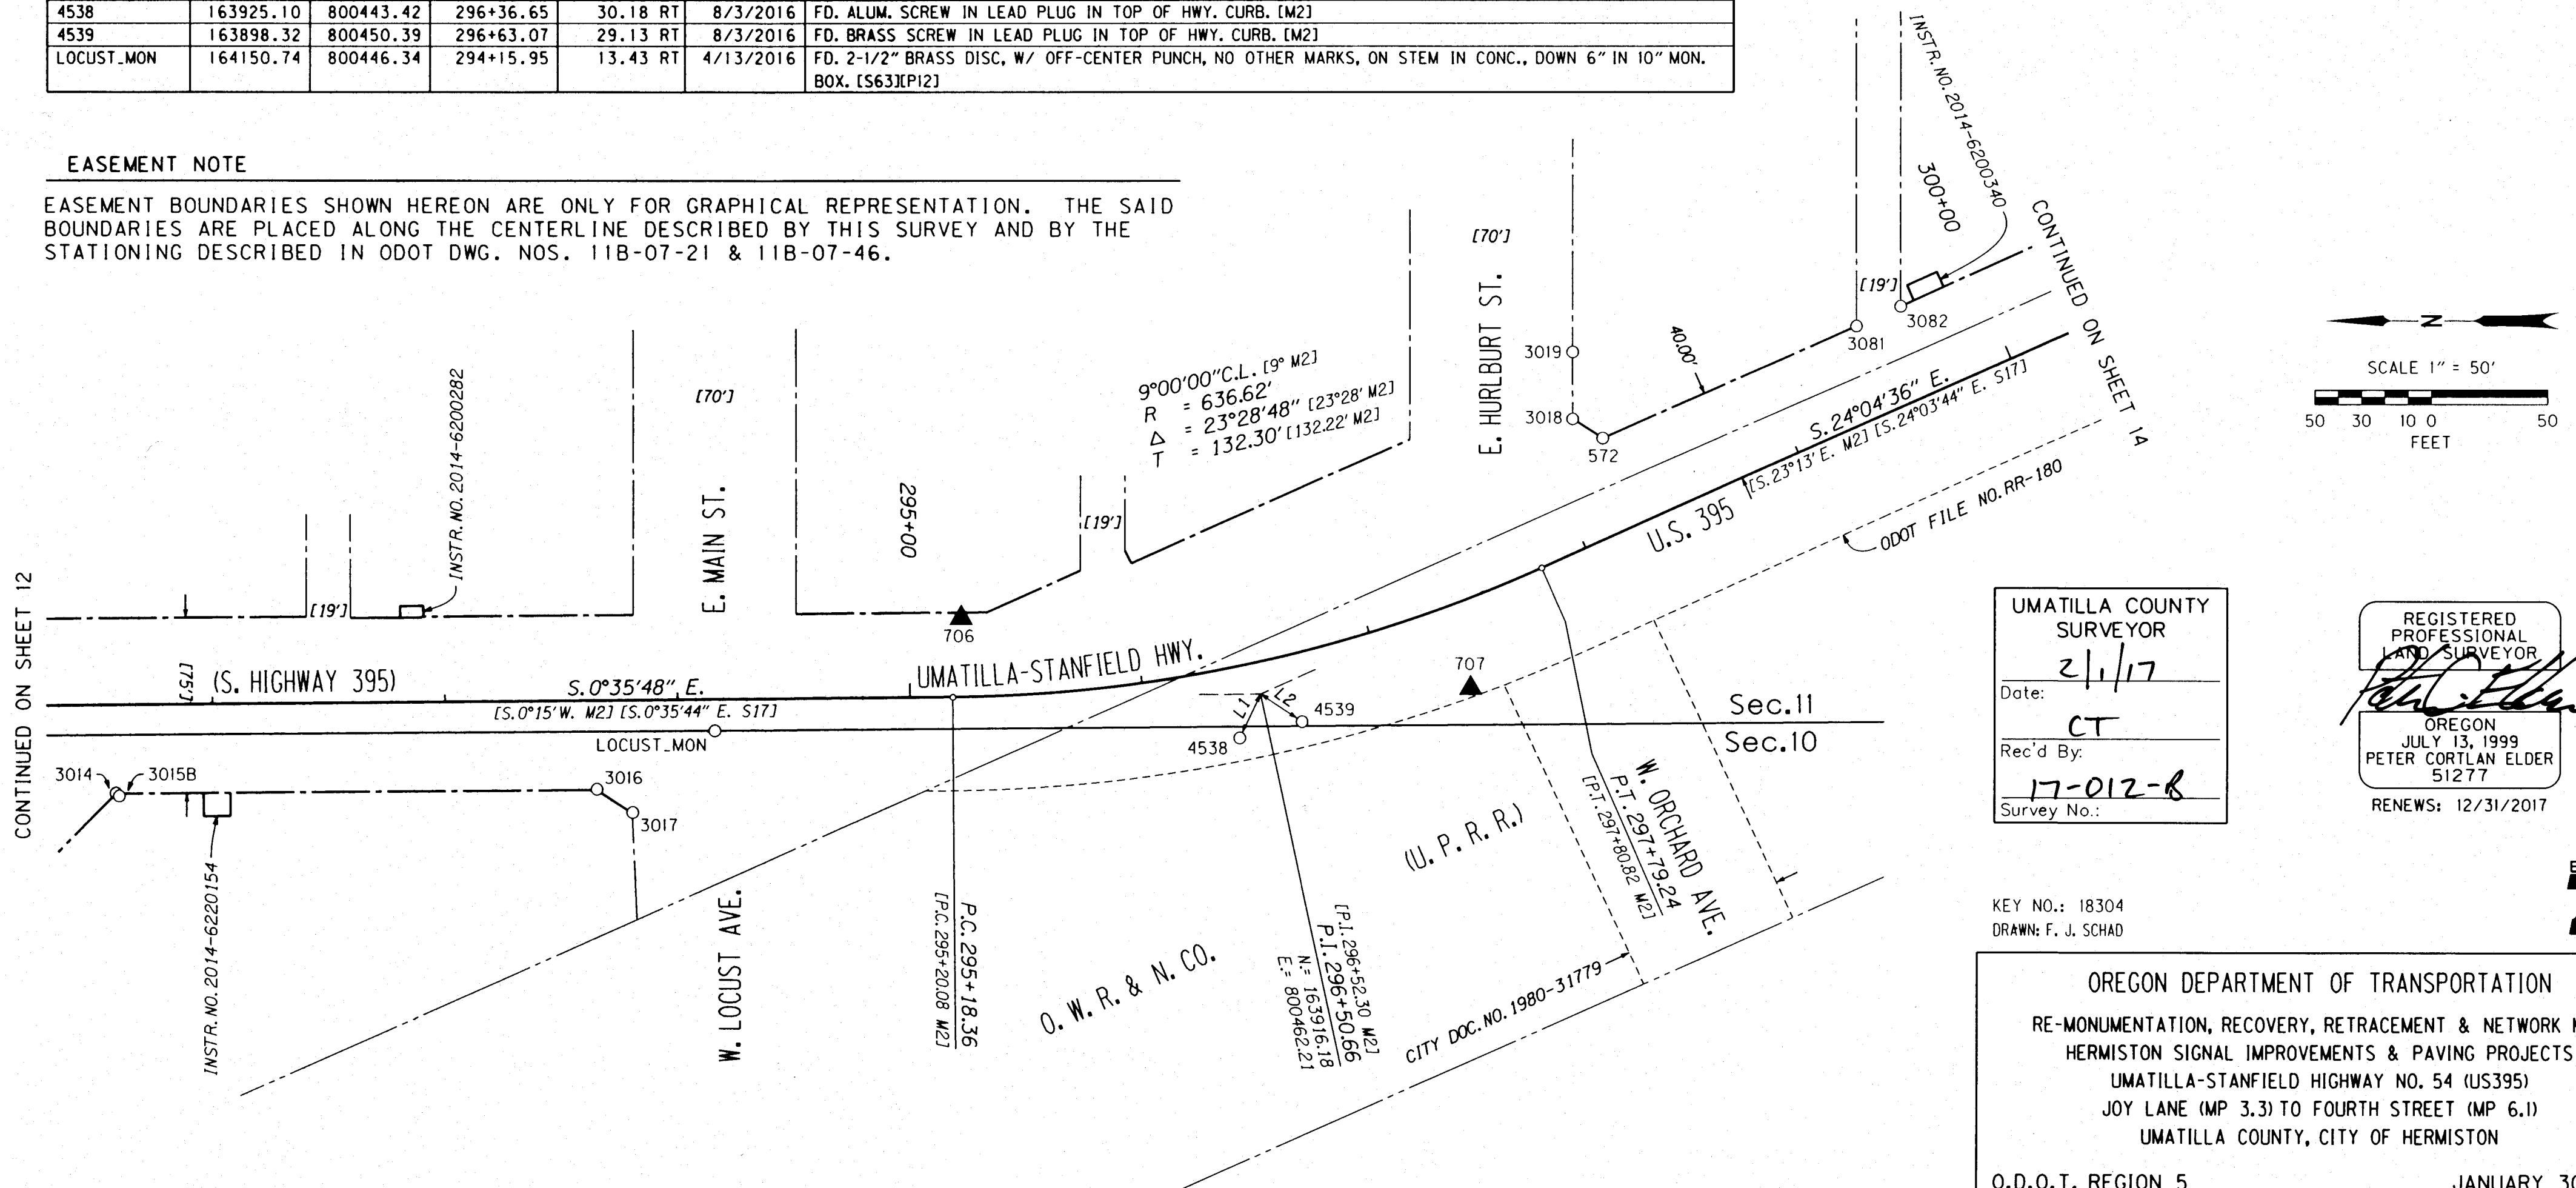 4538 163925.10 800443.42 296+36.65 30.18 RT 8/3/2016 FD. ALUM. SCREW IN LEAD PLUG IN TOP OF HWY. CURB. [M2]
4539 163898.32 800450.39 296+63.07 29.13 RT 8/3/2016 FD. BRASS SCREW IN LEAD PLUG IN TOP OF HWY. CURB. [M2]
LOCUST_MON 164150.74 800446.34 294+15.95 13.43 RT 4/13/2016 FD. 2-1/2" BRASS DISC, W/ OFF-CENTER PUNCH, NO OTHER MARKS, ON STEM IN CONC., DOWN 6" IN 10" MON.
BOX. [S63][P12]
EASEMENT NOTE
EASEMENT BOUNDARIES SHOWN HEREON ARE ONLY FOR GRAPHICAL REPRESENTATION. THE SAID
BOUNDARIES ARE PLACED ALONG THE CENTERLINE DESCRIBED BY THIS SURVEY AND BY THE
STATIONING DESCRIBED IN ODOT DWG. NOS. 11B-07-21 & 11B-07-46.
CONTINUED ON SHEET 12
[75']
(S. HIGHWAY 395)
S.0°35'48" E.
[S.0°15'W. M2] [S.0°35'44" E. S17]
[19']
INSTR. NO. 2014-6200282
[70']
E. MAIN ST.
295+00
706
[19']
UMATILLA-STANFIELD HWY.
9°00'00"C.L. [9° M2]
R = 636.62'
Δ = 23°28'48" [23°28' M2]
T = 132.30' [132.22' M2]
[70']
E. HURLBURT ST.
3019
3018
572
40.00'
[19']
3081
3082
INSTR. NO. 2014-6200340
300+00
CONTINUED ON SHEET 14
S.24°04'36" E.
[S.23°13' E. M2] [S.24°03'44" E. S17]
U.S. 395
ODOT FILE NO. RR-180
N
SCALE 1" = 50'
50 30 10 0 50
FEET
LOCUST_MON
3014
3015B
3016
3017
INSTR. NO. 2014-6220154
W. LOCUST AVE.
P.C. 295+18.36
[P.C. 295+20.08 M2]
O. W. R. & N. CO.
L1
L2
4538
4539
707
Sec.11
Sec.10
[P.I. 296+52.30 M2]
P.I. 296+50.66
N.= 163916.18
E.= 800462.21
(U. P. R. R.)
W. ORCHARD AVE.
P.T. 297+79.24
[P.T. 297+80.82 M2]
CITY DOC. NO. 1980-31779
UMATILLA COUNTY
SURVEYOR
2/1/17
Date:
CT
Rec'd By:
17-012-B
Survey No.:
REGISTERED
PROFESSIONAL
LAND SURVEYOR
OREGON
JULY 13, 1999
PETER CORTLAN ELDER
51277
RENEWS: 12/31/2017
KEY NO.: 18304
DRAWN: F. J. SCHAD
OREGON DEPARTMENT OF TRANSPORTATION
RE-MONUMENTATION, RECOVERY, RETRACEMENT & NETWORK
HERMISTON SIGNAL IMPROVEMENTS & PAVING PROJECTS
UMATILLA-STANFIELD HIGHWAY NO. 54 (US395)
JOY LANE (MP 3.3) TO FOURTH STREET (MP 6.1)
UMATILLA COUNTY, CITY OF HERMISTON
O.D.O.T. REGION 5 JANUARY